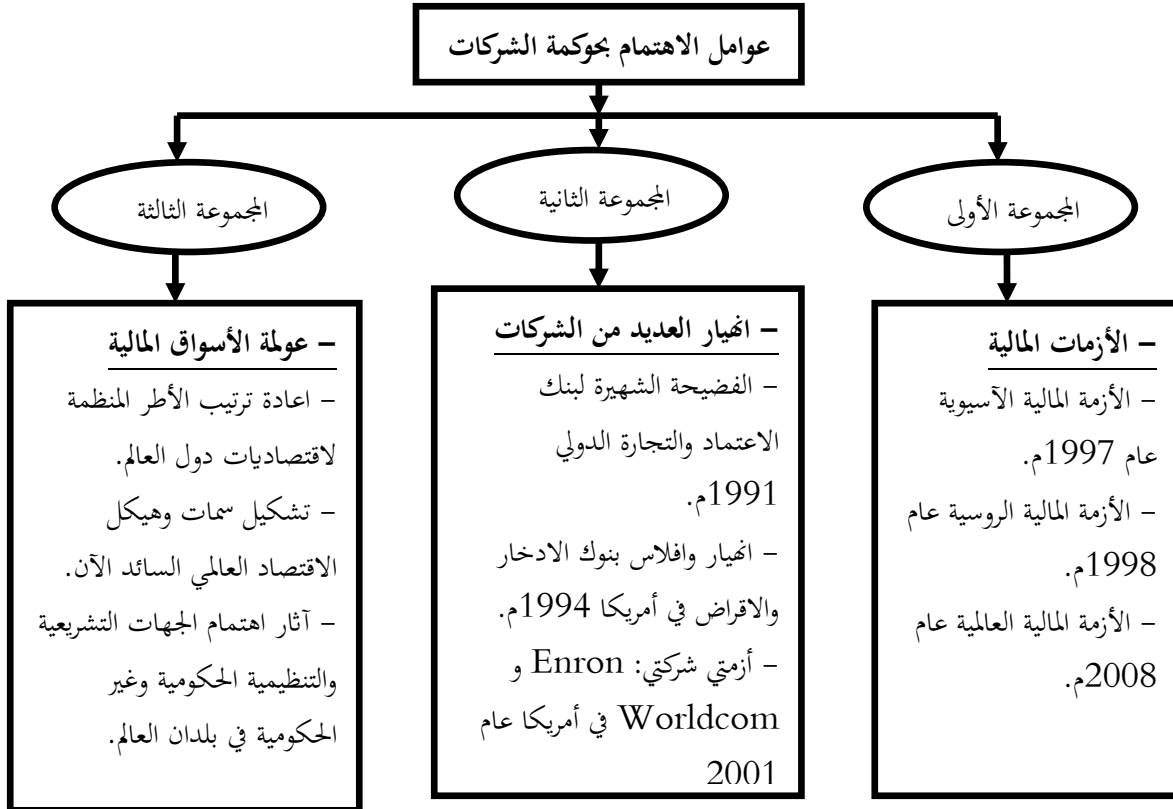 عوامل الاهتمام بحوكمة الشركات
المجموعة الأولى
المجموعة الثانية
المجموعة الثالثة
– الأزمات المالية
– الأزمة المالية الآسيوية
عام 1997م.
– الأزمة المالية الروسية عام
1998م.
– الأزمة المالية العالمية عام
2008م.
– انهيار العديد من الشركات
– الفضيحة الشهيرة لبنك
الاعتماد والتجارة الدولي
1991م.
– انهيار وافلاس بنوك الادخار
والاقراض في أمريكا 1994م.
– أزمتي شركتي: Enron و
Worldcom في أمريكا عام
2001
– عولمة الأسواق المالية
– اعادة ترتيب الأطر المنظمة
لاقتصاديات دول العالم.
– تشكيل سمات وهيكل
الاقتصاد العالمي السائد الآن.
– آثار اهتمام الجهات التشريعية
والتنظيمية الحكومية وغير
الحكومية في بلدان العالم.